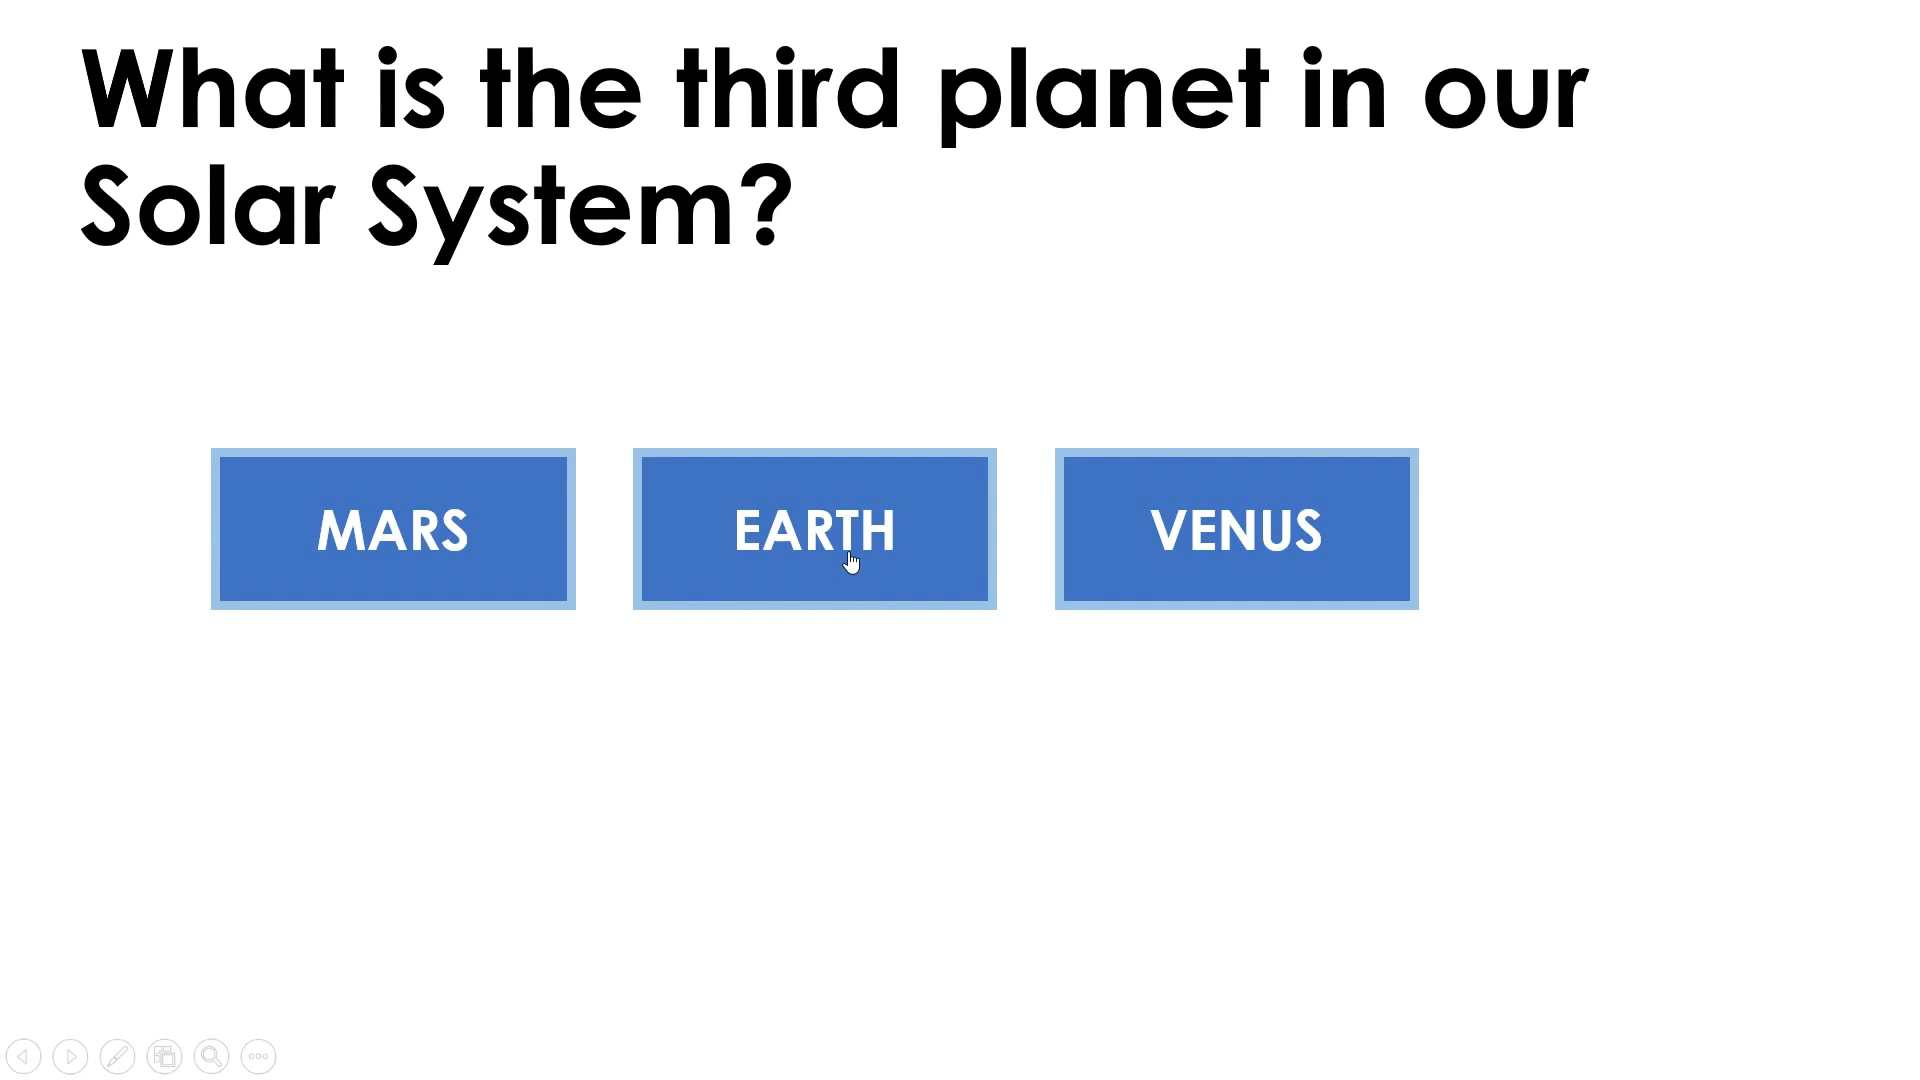 What is the third planet in our
Solar System?
MARS
EARTH
VENUS